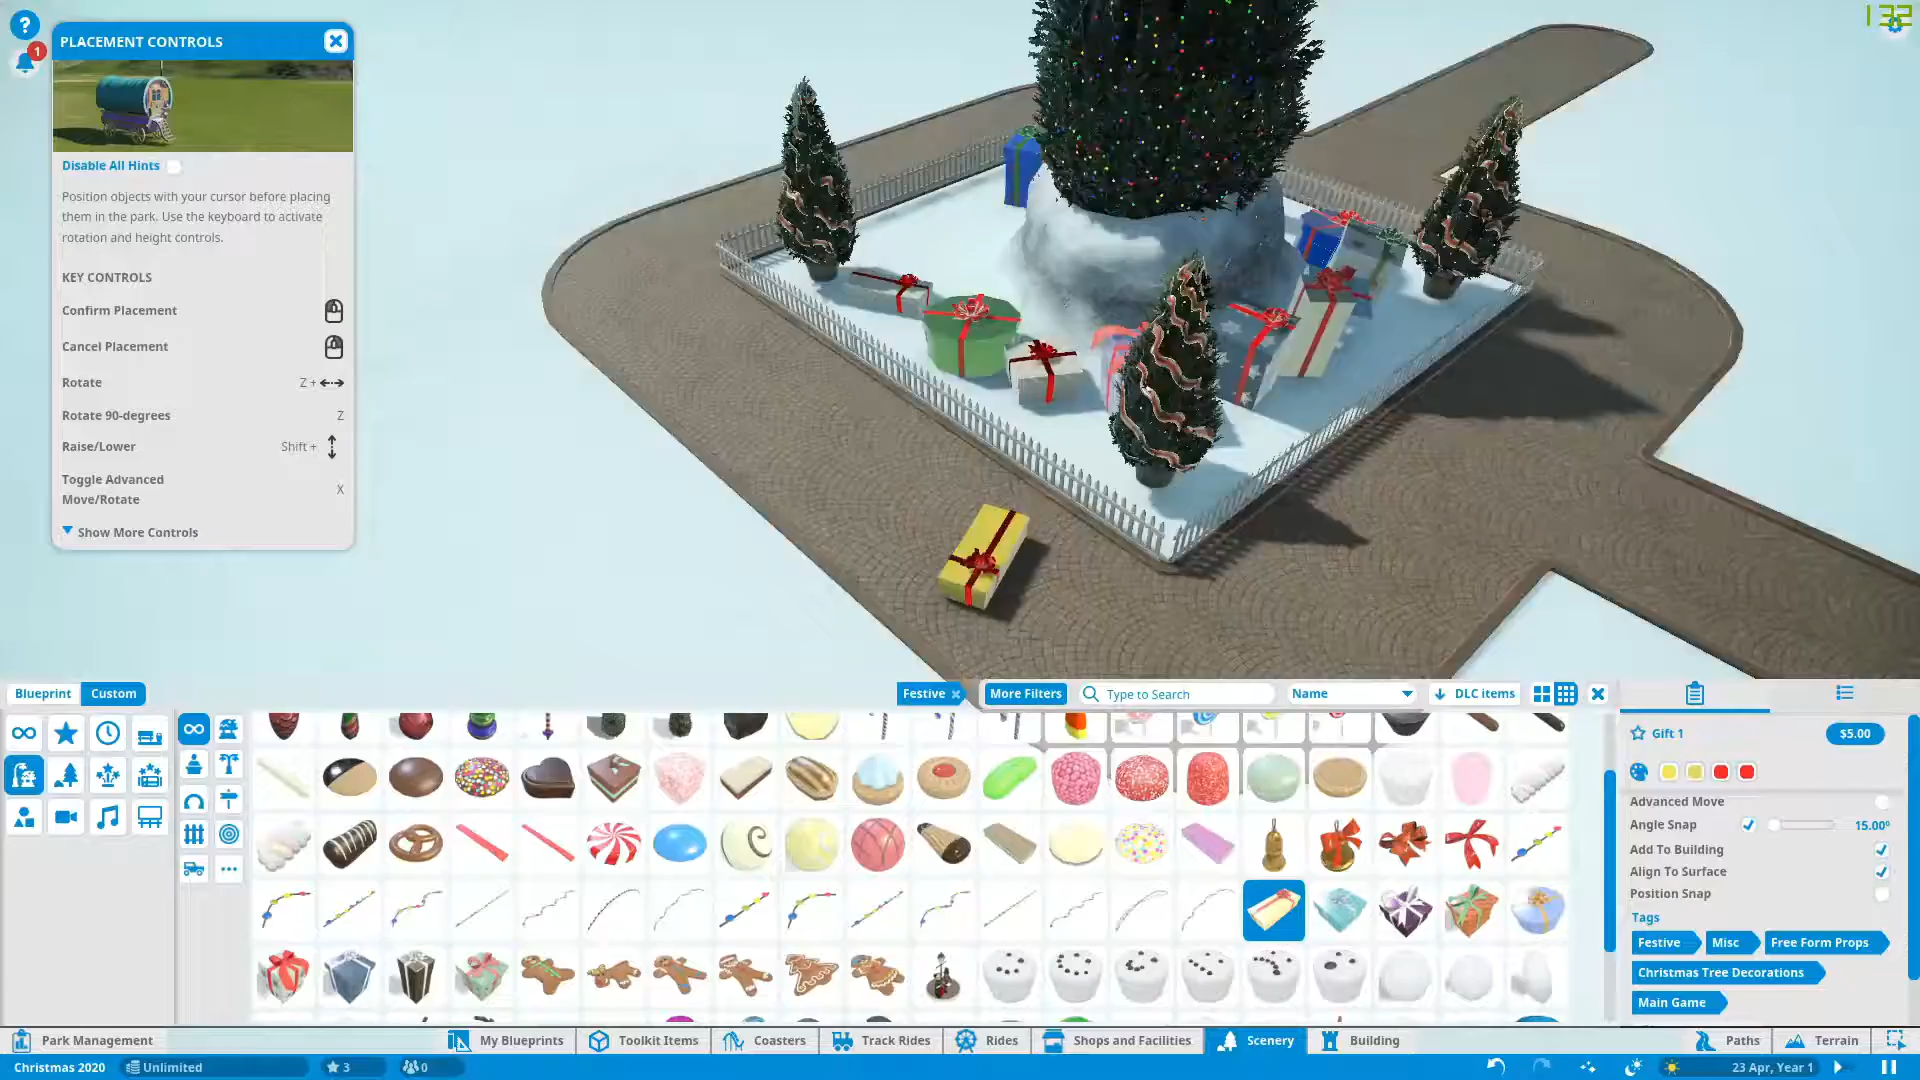 ?
132
PLACEMENT CONTROLS
1
Disable All Hints
Position objects with your cursor before placing
them in the park. Use the keyboard to activate
rotation and height controls.
KEY CONTROLS
Confirm Placement
Cancel Placement
Rotate Z +
Rotate 90-degrees Z
Raise/Lower Shift +
Toggle Advanced
Move/Rotate X
Show More Controls
Blueprint Custom
Festive More Filters Type to Search Name DLC items
Gift 1 $5.00
Advanced Move
Angle Snap 15.00º
Add To Building
Align To Surface
Position Snap
Tags
Festive Misc Free Form Props
Christmas Tree Decorations
Main Game
Park Management My Blueprints Toolkit Items Coasters Track Rides Rides Shops and Facilities Scenery Building Paths Terrain
Christmas 2020 Unlimited 3 0 23 Apr, Year 1